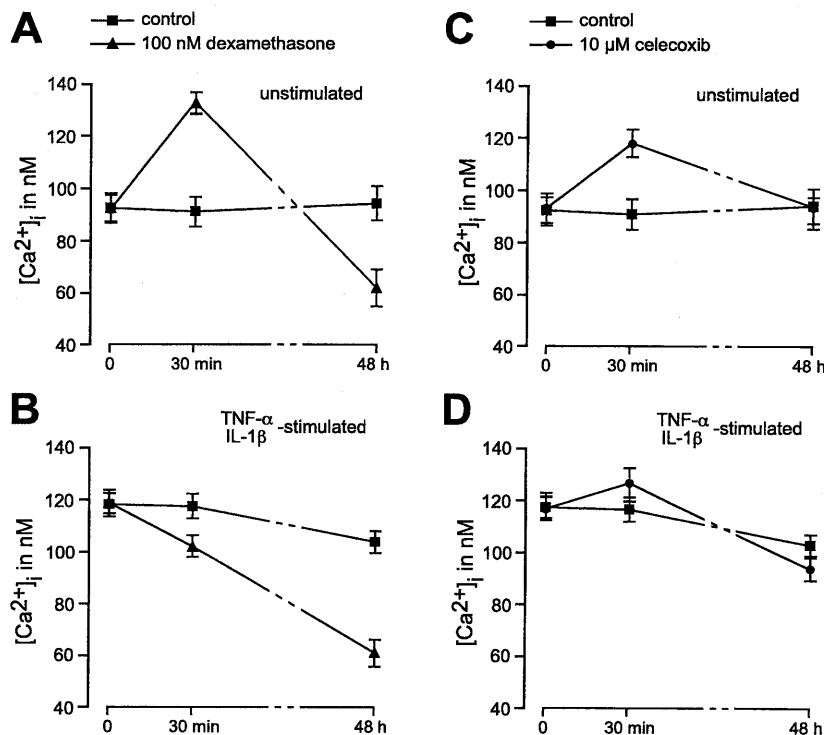 A
control
100 nM dexamethasone
unstimulated
140
120
100
80
60
40
[Ca2+]i in nM
0
30 min
48 h
C
control
10 µM celecoxib
unstimulated
140
120
100
80
60
40
[Ca2+]i in nM
0
30 min
48 h
B
TNF-α
IL-1β -stimulated
140
120
100
80
60
40
[Ca2+]i in nM
0
30 min
48 h
D
TNF-α
IL-1β -stimulated
140
120
100
80
60
40
[Ca2+]i in nM
0
30 min
48 h